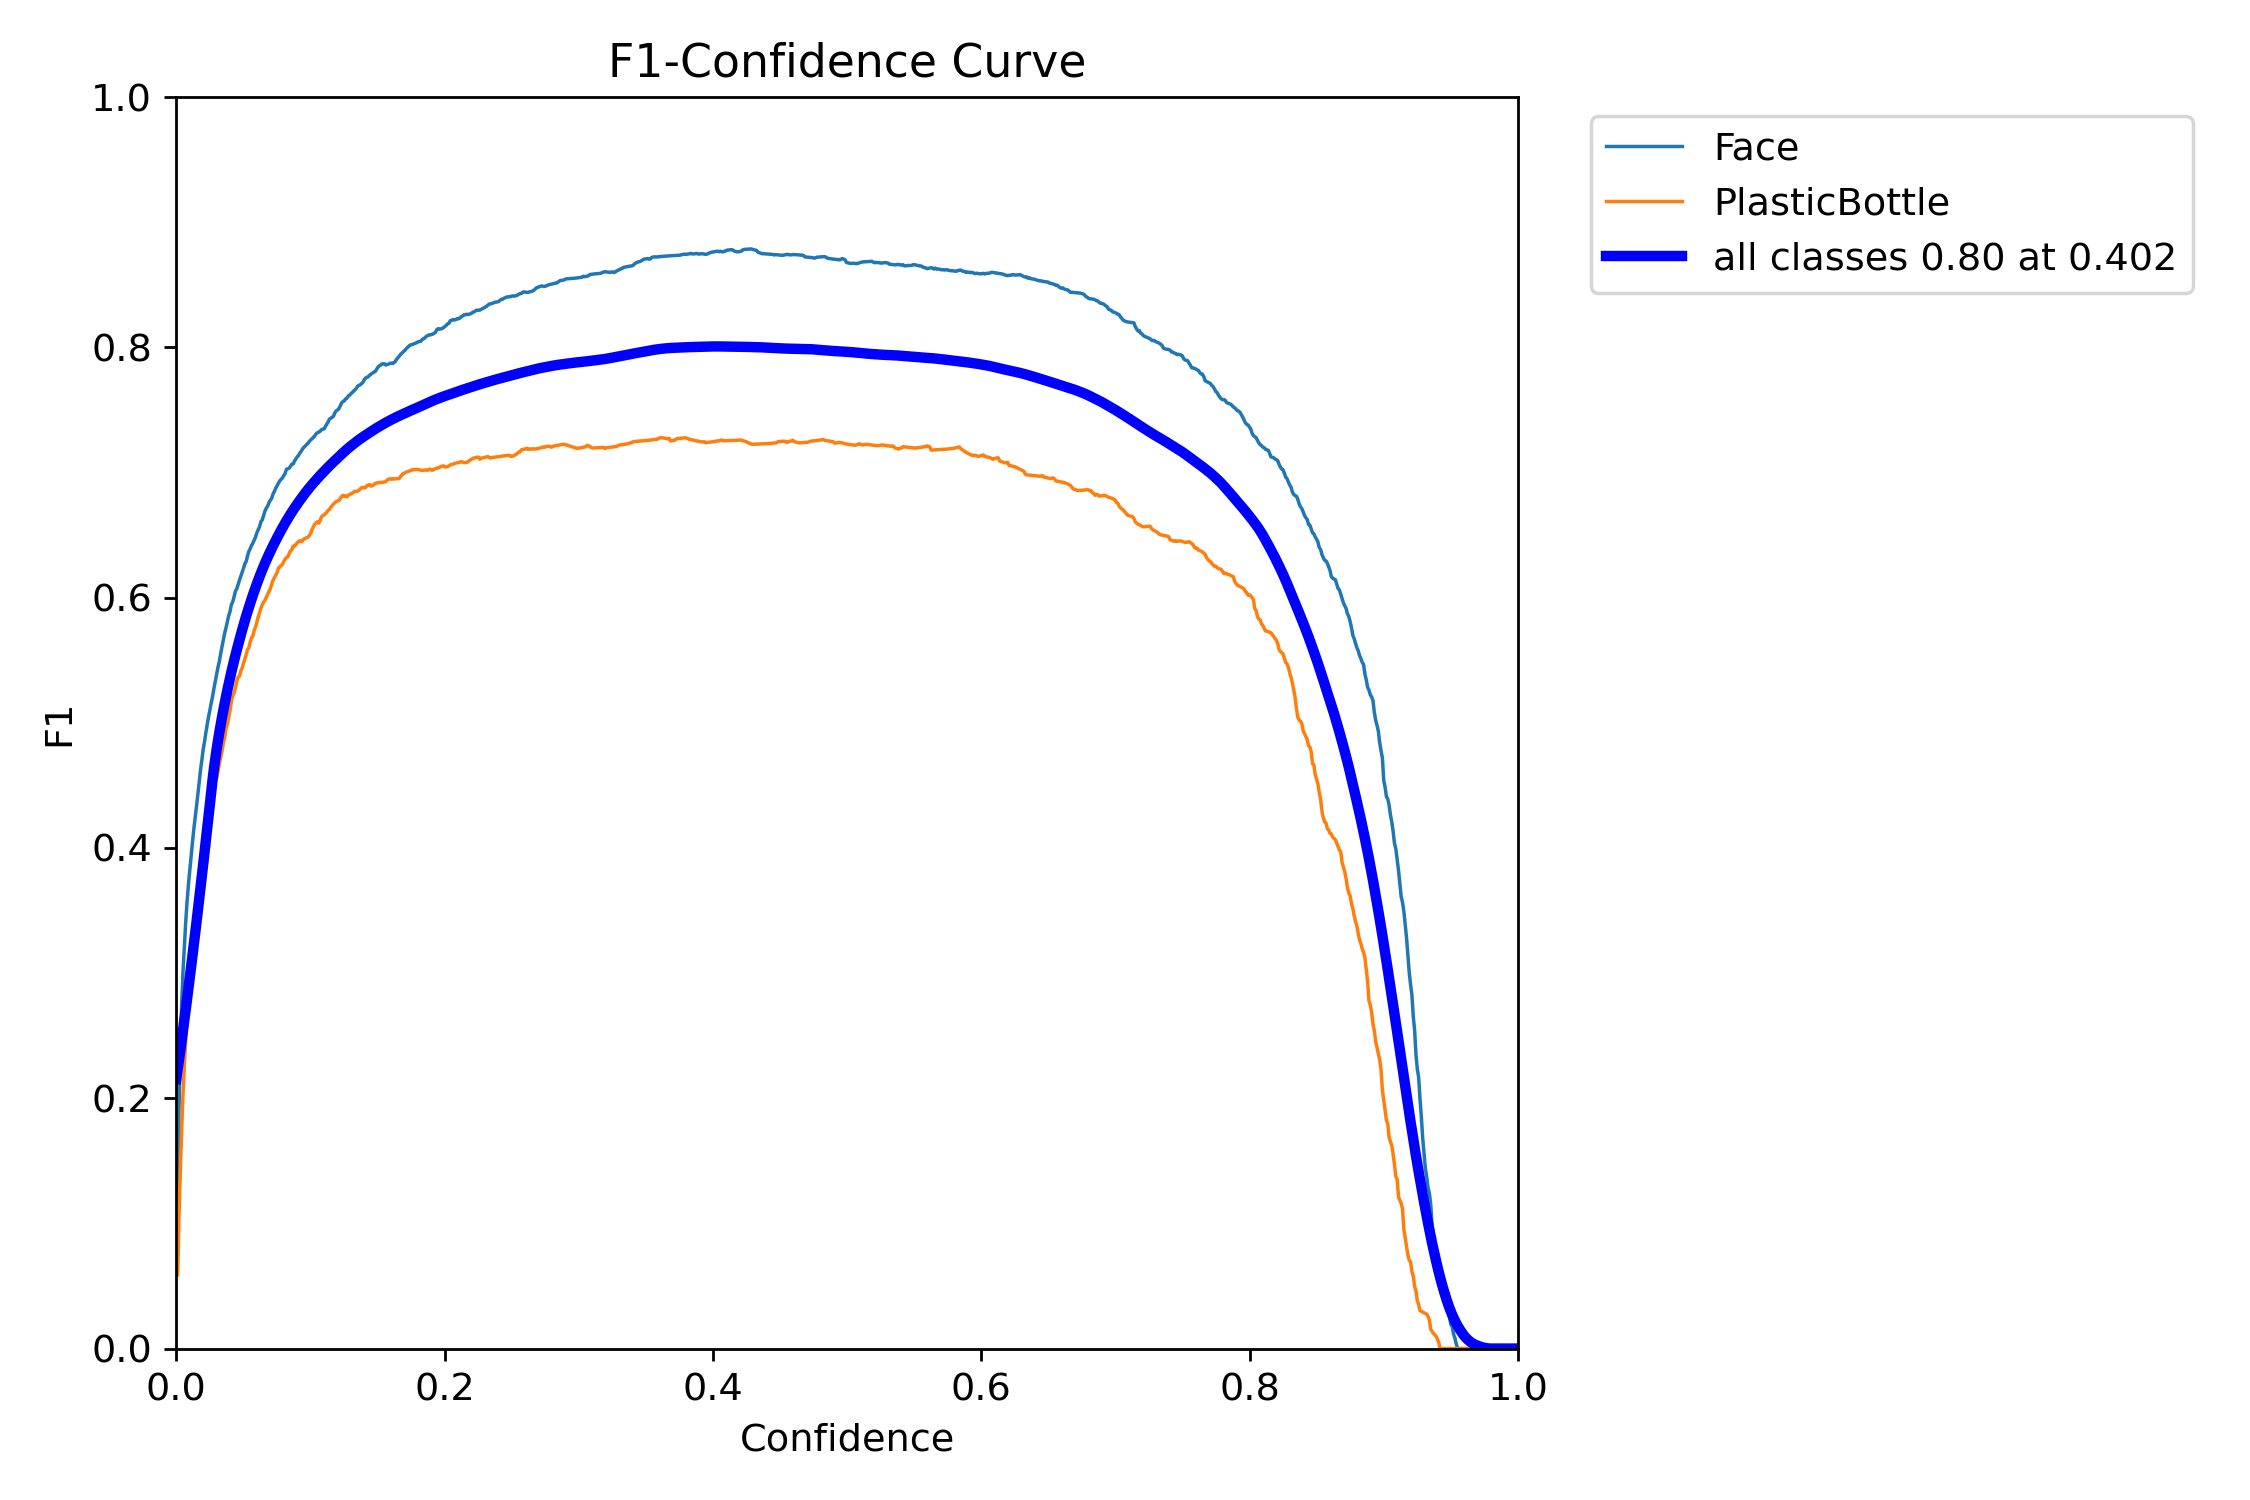 F1-Confidence Curve
1.0
0.8
0.6
0.4
0.2
0.0
F1
0.0 0.2 0.4 0.6 0.8 1.0
Confidence
Face
PlasticBottle
all classes 0.80 at 0.402